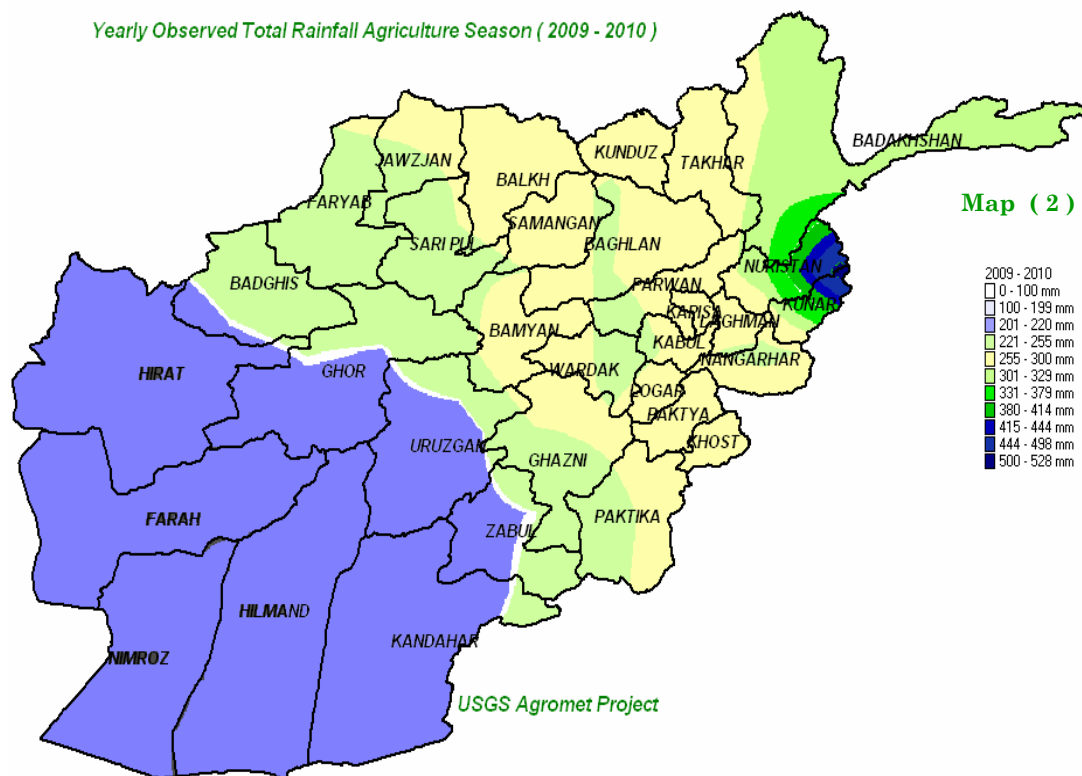 Yearly Observed Total Rainfall Agriculture Season ( 2009 - 2010 )
BADAKHSHAN
KUNDUZ
TAKHAR
JAWZJAN
BALKH
FARYAB
SAMANGAN
Map ( 2 )
SARI PUL
BAGHLAN
NURISTAN
BADGHIS
PARWAN
KAPISA
KUNAR
LAGHMAN
BAMYAN
KABUL
NANGARHAR
HIRAT
GHOR
WARDAK
LOGAR
PAKTYA
KHOST
URUZGAN
GHAZNI
FARAH
ZABUL
PAKTIKA
HILMAND
KANDAHAR
NIMROZ
USGS Agromet Project
2009 - 2010
0 - 100 mm
100 - 199 mm
201 - 220 mm
221 - 255 mm
255 - 300 mm
301 - 329 mm
331 - 379 mm
380 - 414 mm
415 - 444 mm
444 - 498 mm
500 - 528 mm